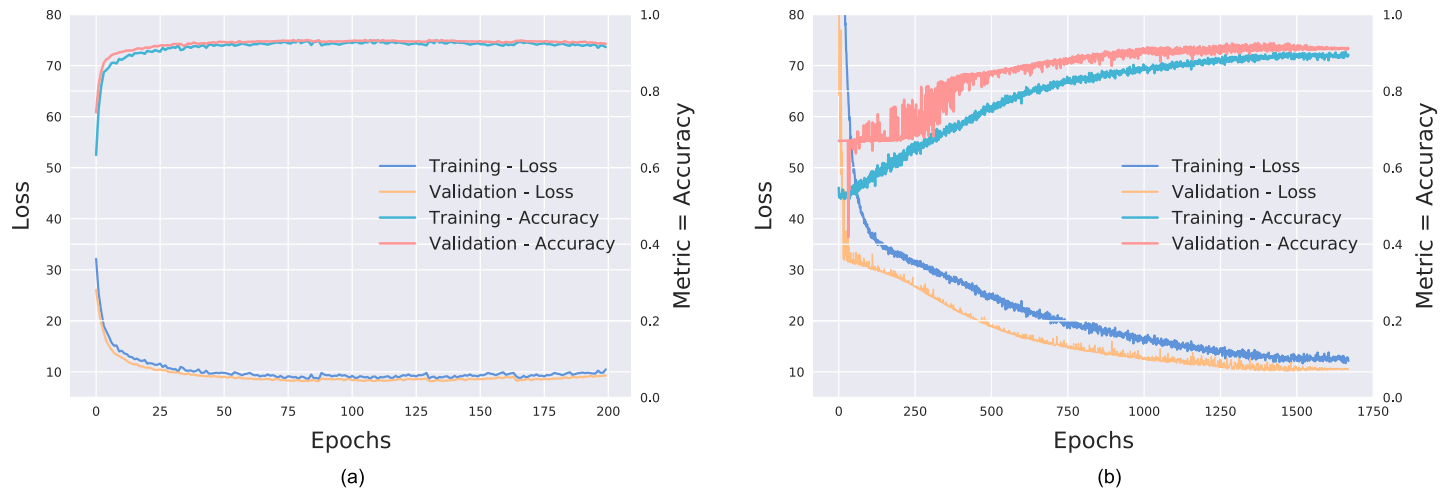 80
70
60
50
40
30
20
10
Loss
0 25 50 75 100 125 150 175 200
Epochs
1.0
0.8
0.6
0.4
0.2
0.0
Metric = Accuracy
Training - Loss
Validation - Loss
Training - Accuracy
Validation - Accuracy
(a)
80
70
60
50
40
30
20
10
Loss
0 250 500 750 1000 1250 1500 1750
Epochs
1.0
0.8
0.6
0.4
0.2
0.0
Metric = Accuracy
Training - Loss
Validation - Loss
Training - Accuracy
Validation - Accuracy
(b)